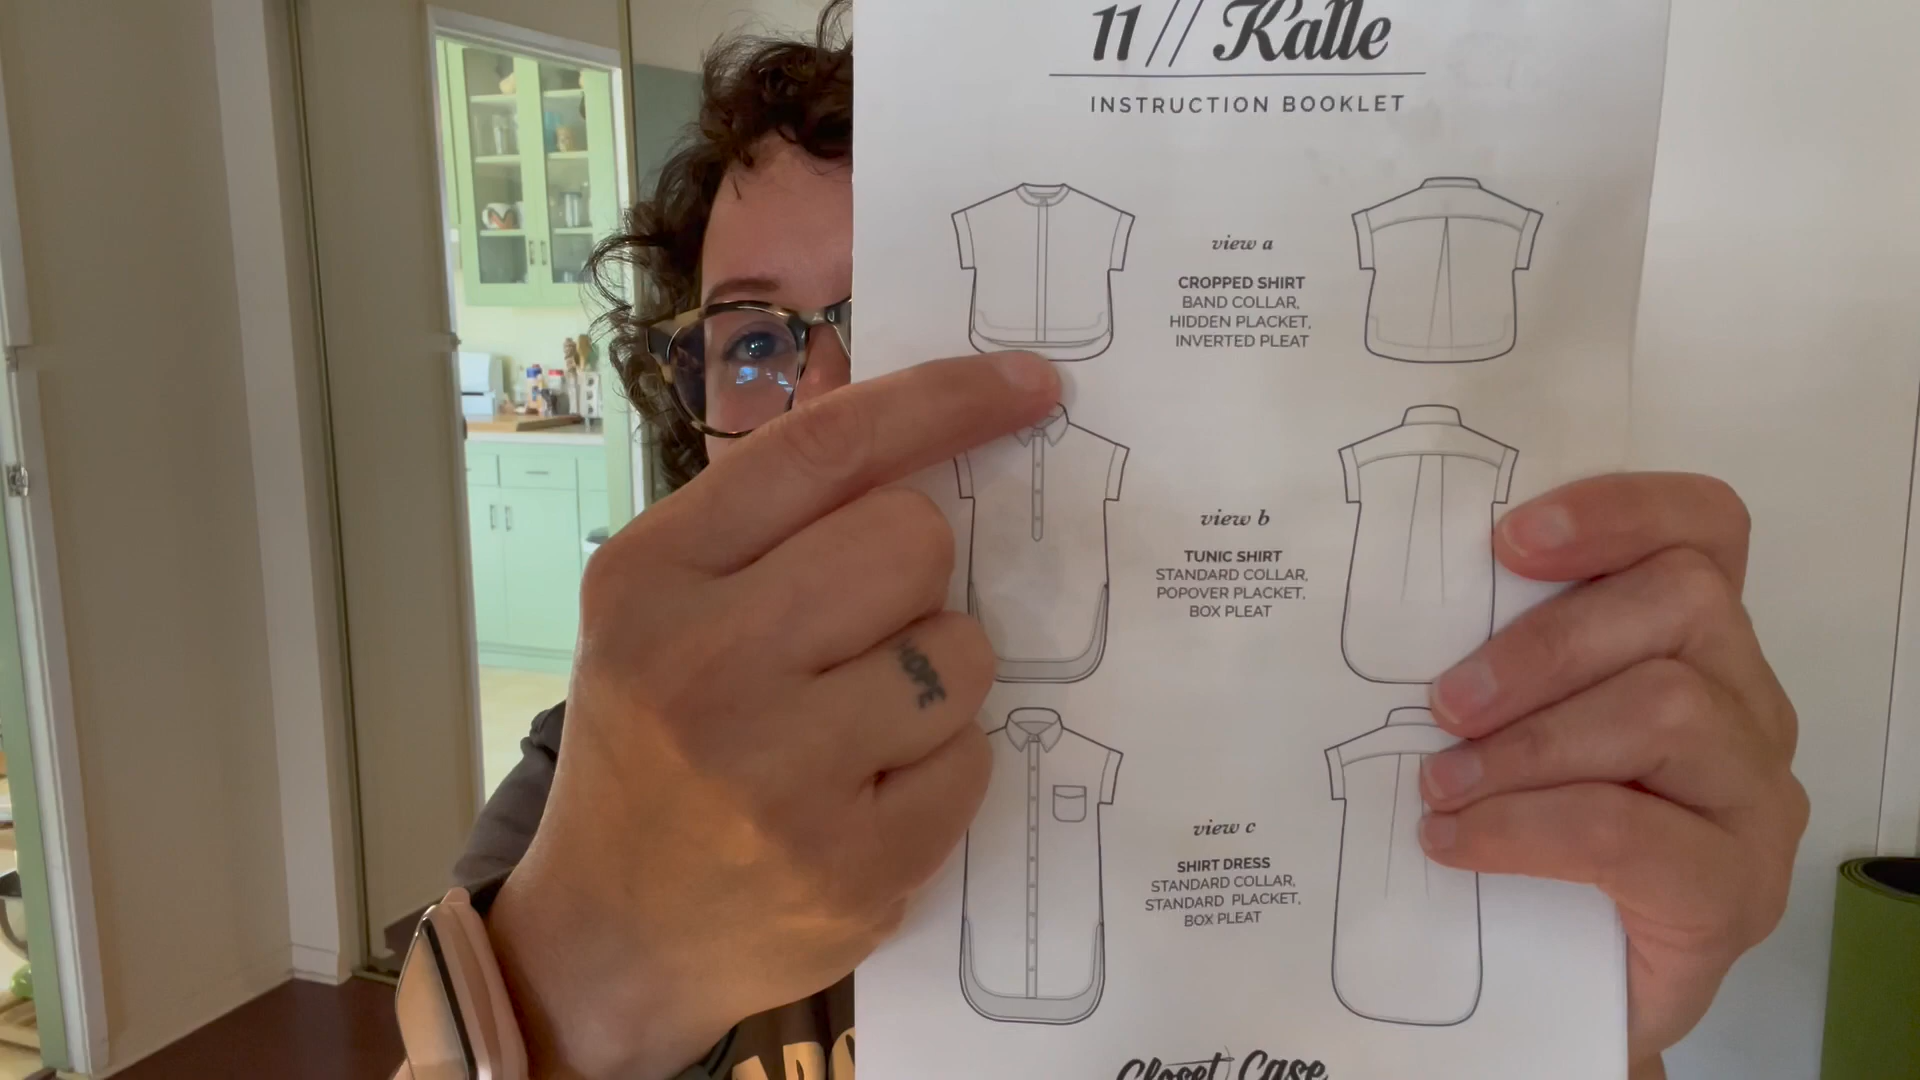 11 // Kalle
INSTRUCTION BOOKLET
view a
CROPPED SHIRT
BAND COLLAR,
HIDDEN PLACKET,
INVERTED PLEAT
view b
TUNIC SHIRT
STANDARD COLLAR,
POPOVER PLACKET,
BOX PLEAT
HOPE
view c
SHIRT DRESS
STANDARD COLLAR,
STANDARD PLACKET,
BOX PLEAT
Closet Case